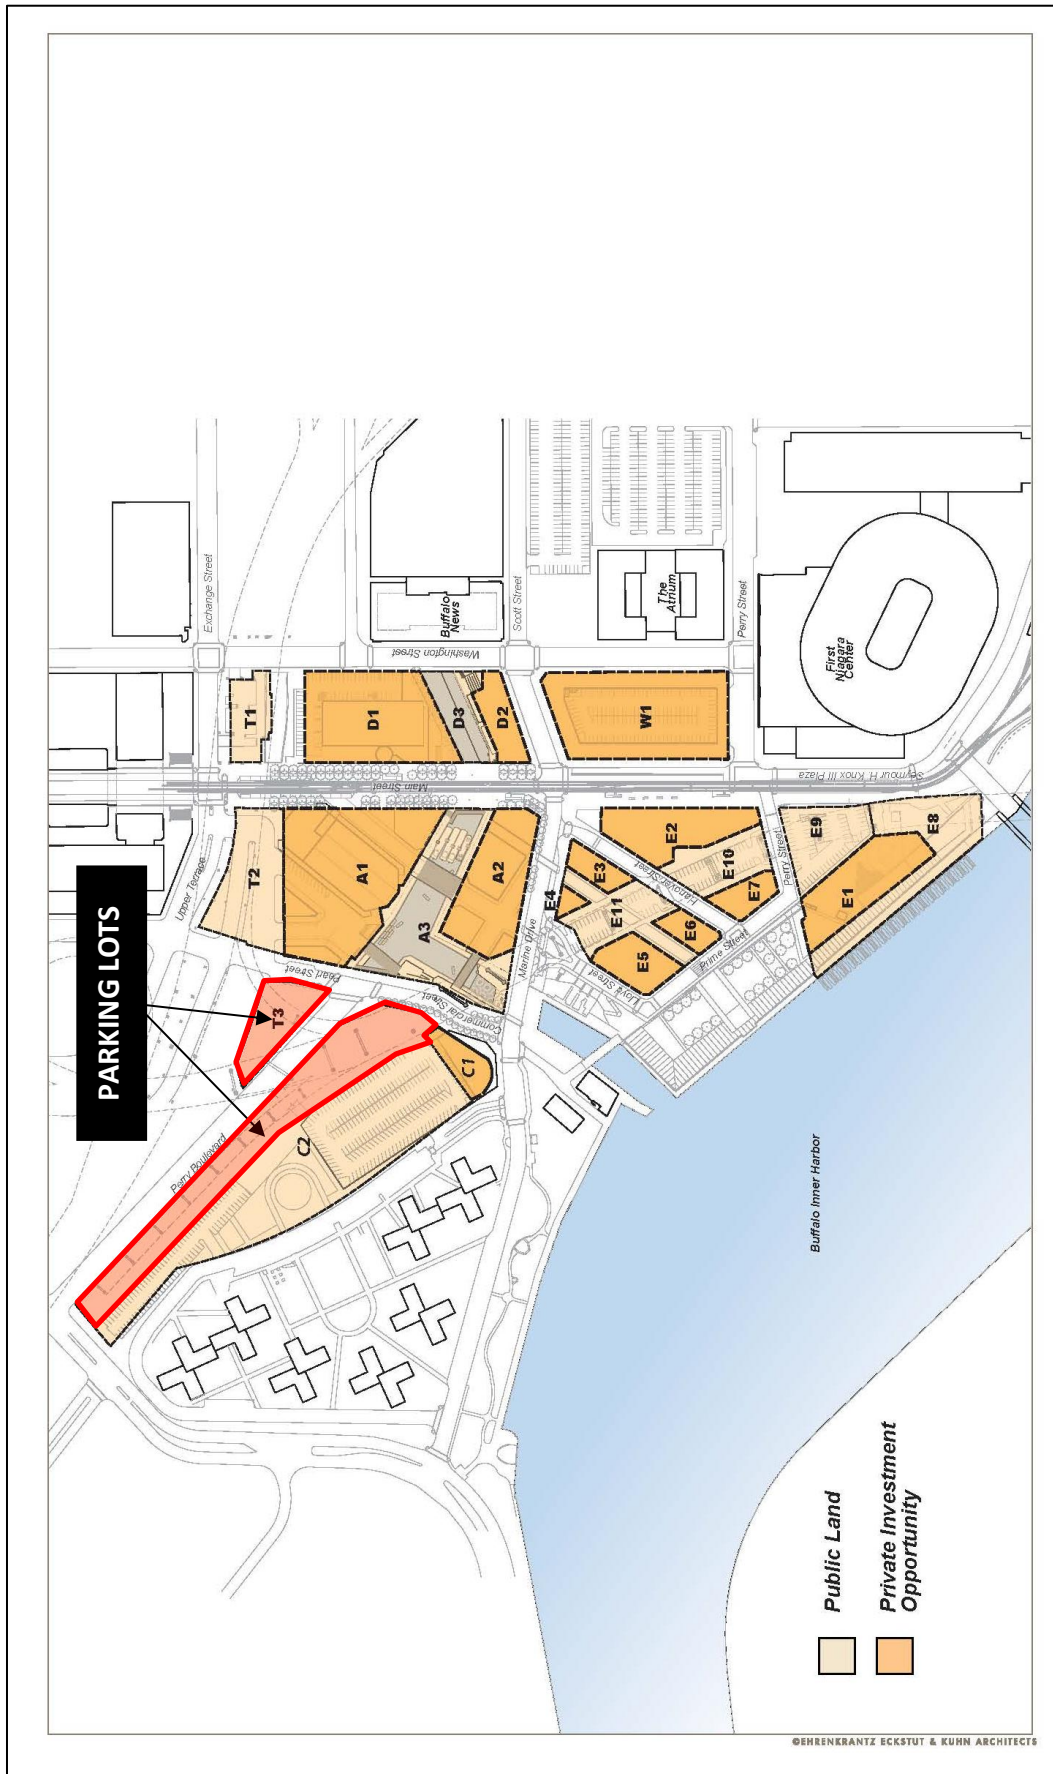 PARKING LOTS
Exchange Street
Upper Terrace
Washington Street
Buffalo
News
Scott Street
The
Atrium
Perry Street
First
Niagara
Center
T1
D1
D3
D2
W1
Main Street
Seymour H. Knox III Plaza
T2
A1
A3
A2
E4
E3
E2
E11
E10
E9
E8
E5
E6
E7
E1
Hanover Street
Perry Street
Prime Street
Lloyd Street
Marine Drive
Pearl Street
Commercial Street
T3
C1
C2
Perry Boulevard
Buffalo Inner Harbor
Public Land
Private Investment
Opportunity
©EHRENKRANTZ ECKSTUT & KUHN ARCHITECTS